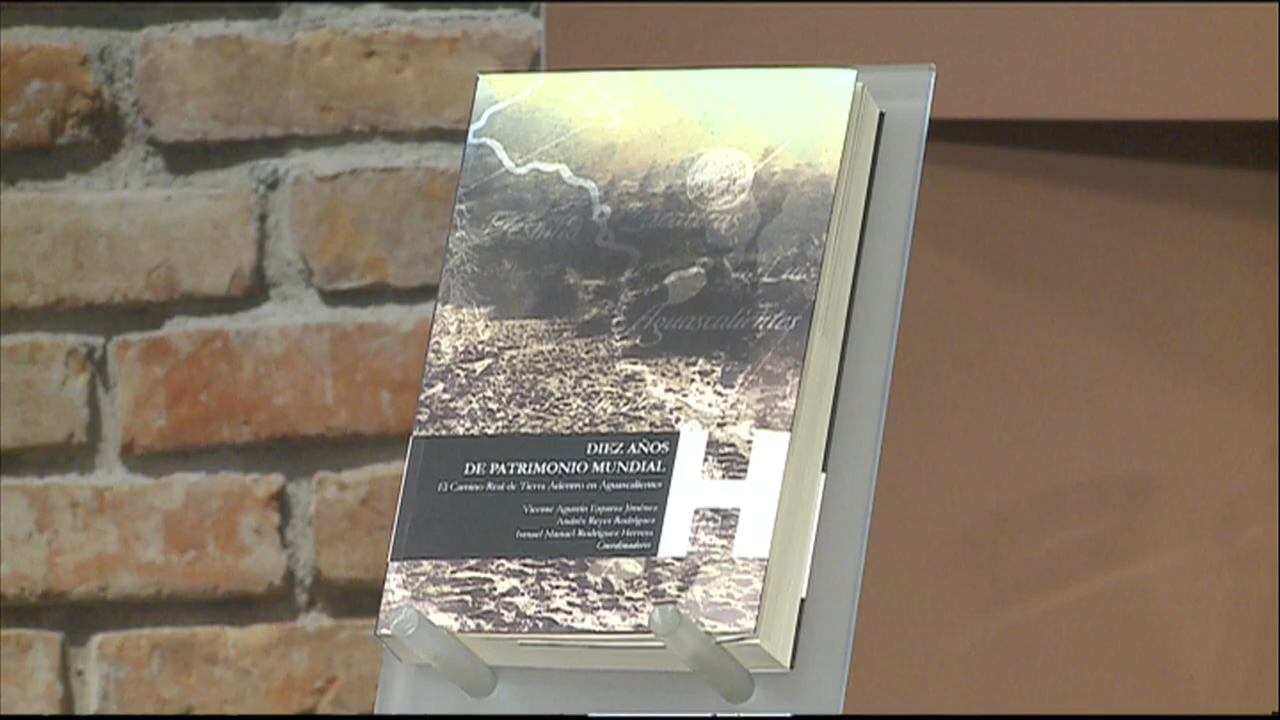 Aguascalientes
DIEZ AÑOS
DE PATRIMONIO MUNDIAL
El Camino Real de Tierra Adentro en Aguascalientes
Vicente Agustín Esparza Jiménez
Andrés Reyes Rodríguez
Ismael Manuel Rodríguez Herrera
Coordinadores
H